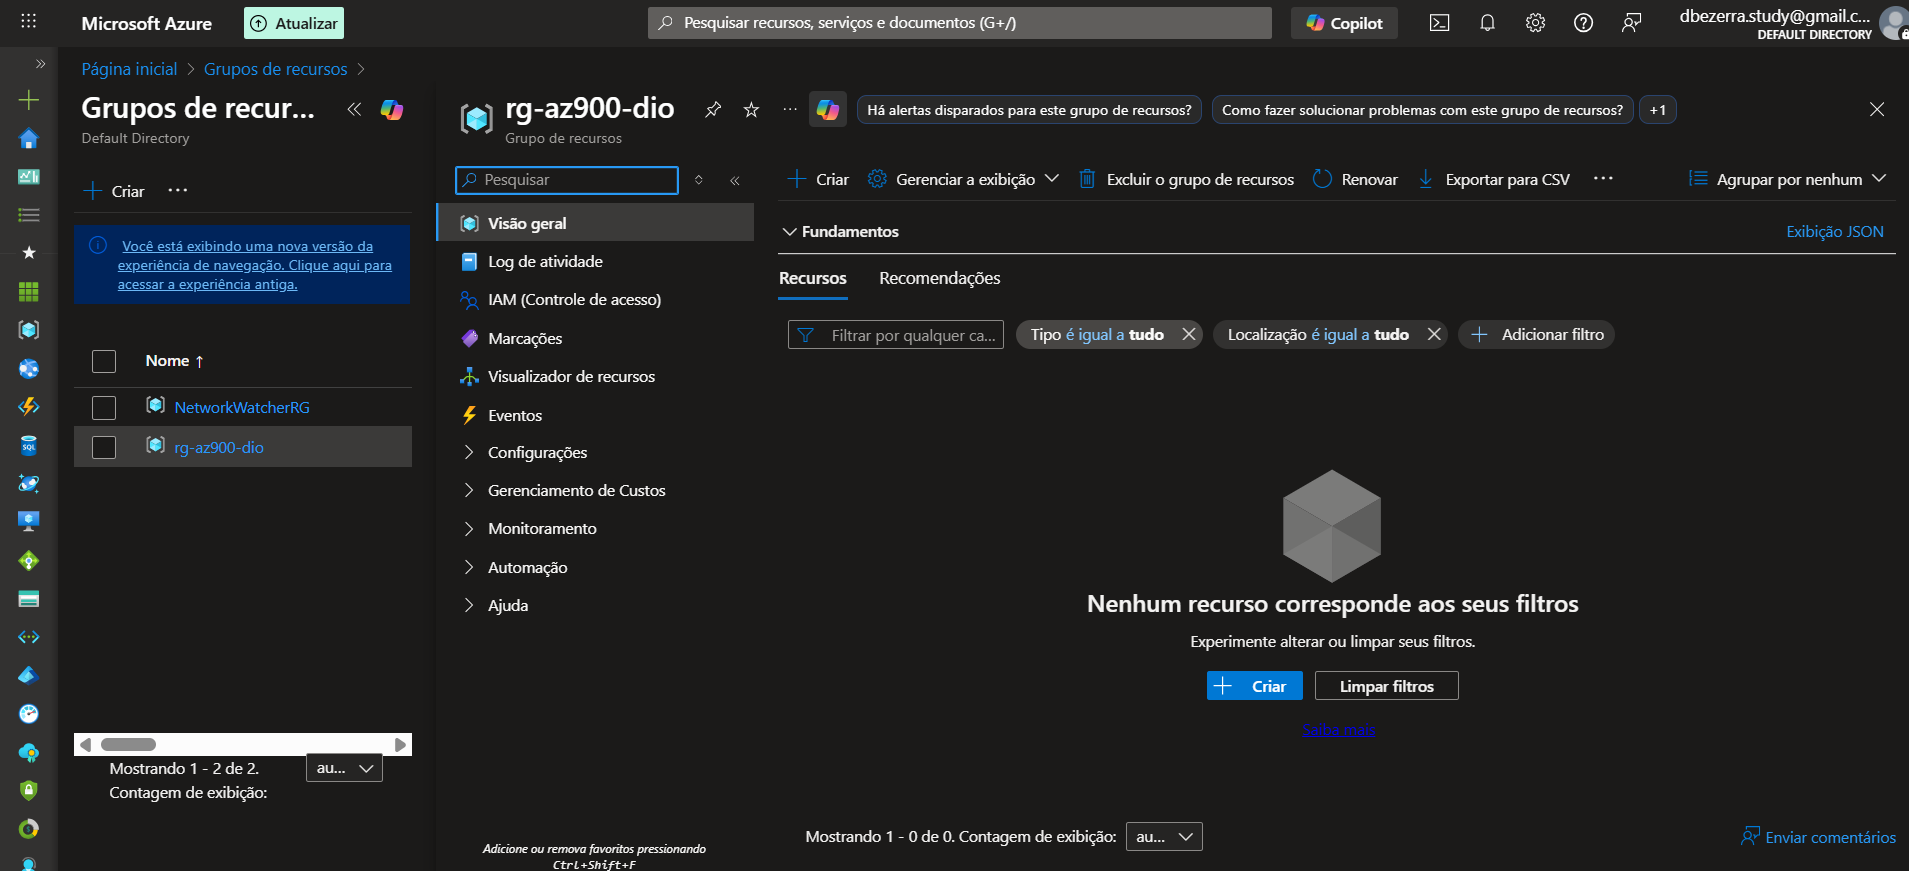 Microsoft Azure
Atualizar
Pesquisar recursos, serviços e documentos (G+/)
Copilot
dbezerra.study@gmail.c...
DEFAULT DIRECTORY
Página inicial > Grupos de recursos >
Grupos de recur...
Default Directory
Criar
Você está exibindo uma nova versão da
experiência de navegação. Clique aqui para
acessar a experiência antiga.
Nome ↑
NetworkWatcherRG
rg-az900-dio
Mostrando 1 - 2 de 2.
Contagem de exibição:
au...
rg-az900-dio
Grupo de recursos
Há alertas disparados para este grupo de recursos?
Como fazer solucionar problemas com este grupo de recursos?
+1
Pesquisar
Visão geral
Log de atividade
IAM (Controle de acesso)
Marcações
Visualizador de recursos
Eventos
Configurações
Gerenciamento de Custos
Monitoramento
Automação
Ajuda
Adicione ou remova favoritos pressionando
Ctrl+Shift+F
Criar
Gerenciar a exibição
Excluir o grupo de recursos
Renovar
Exportar para CSV
Agrupar por nenhum
Fundamentos
Exibição JSON
Recursos
Recomendações
Filtrar por qualquer ca...
Tipo é igual a tudo
Localização é igual a tudo
Adicionar filtro
Nenhum recurso corresponde aos seus filtros
Experimente alterar ou limpar seus filtros.
Criar
Limpar filtros
Saiba mais
Mostrando 1 - 0 de 0. Contagem de exibição:
au...
Enviar comentários
SQL